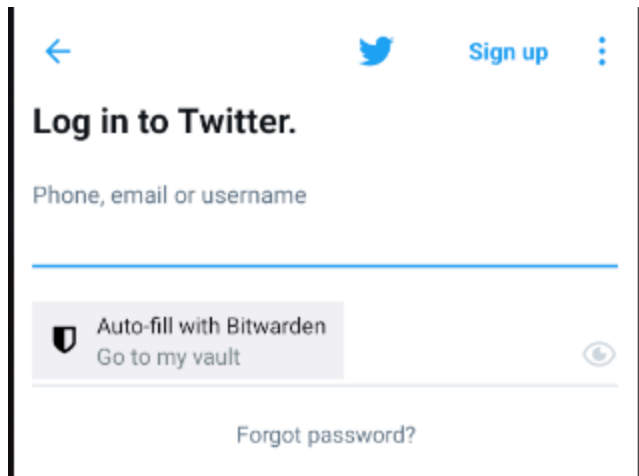 Sign up
Log in to Twitter.
Phone, email or username
Auto-fill with Bitwarden
Go to my vault
Forgot password?